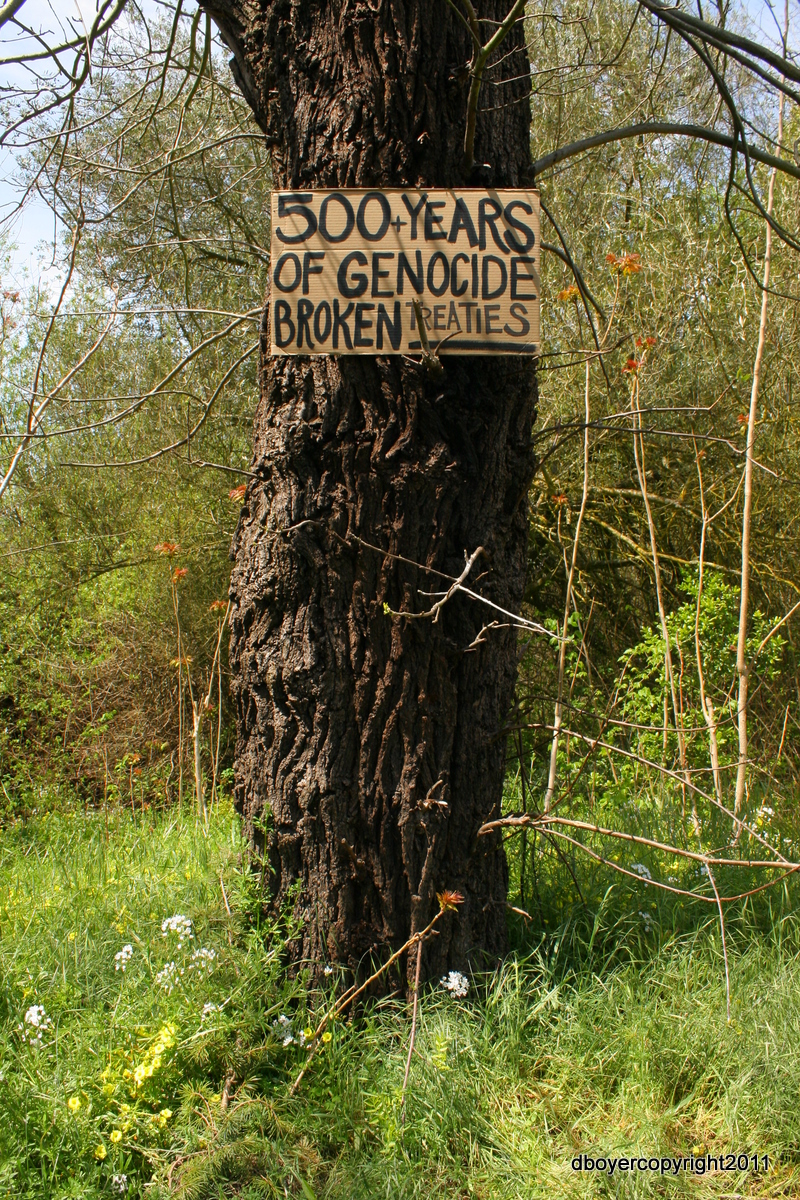 500+YEARS
OF GENOCIDE
BROKEN TREATIES
dboyercopyright2011